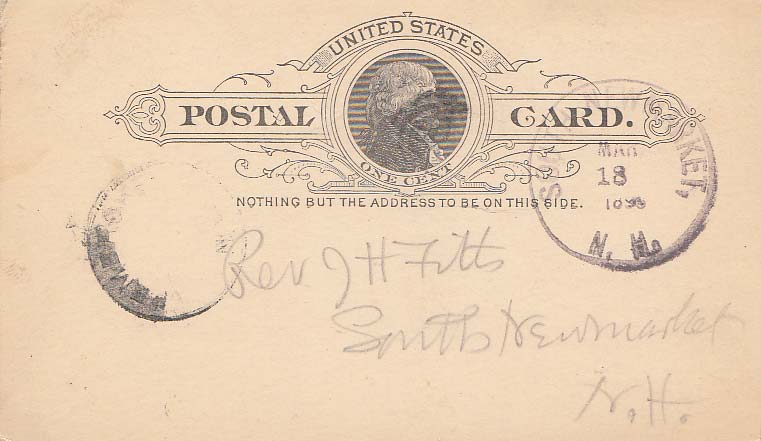 UNITED STATES
POSTAL CARD.
ONE CENT
NOTHING BUT THE ADDRESS TO BE ON THIS SIDE.
MAR
18
N. H.
Rev J H Fitts
South Newmarket
N. H.